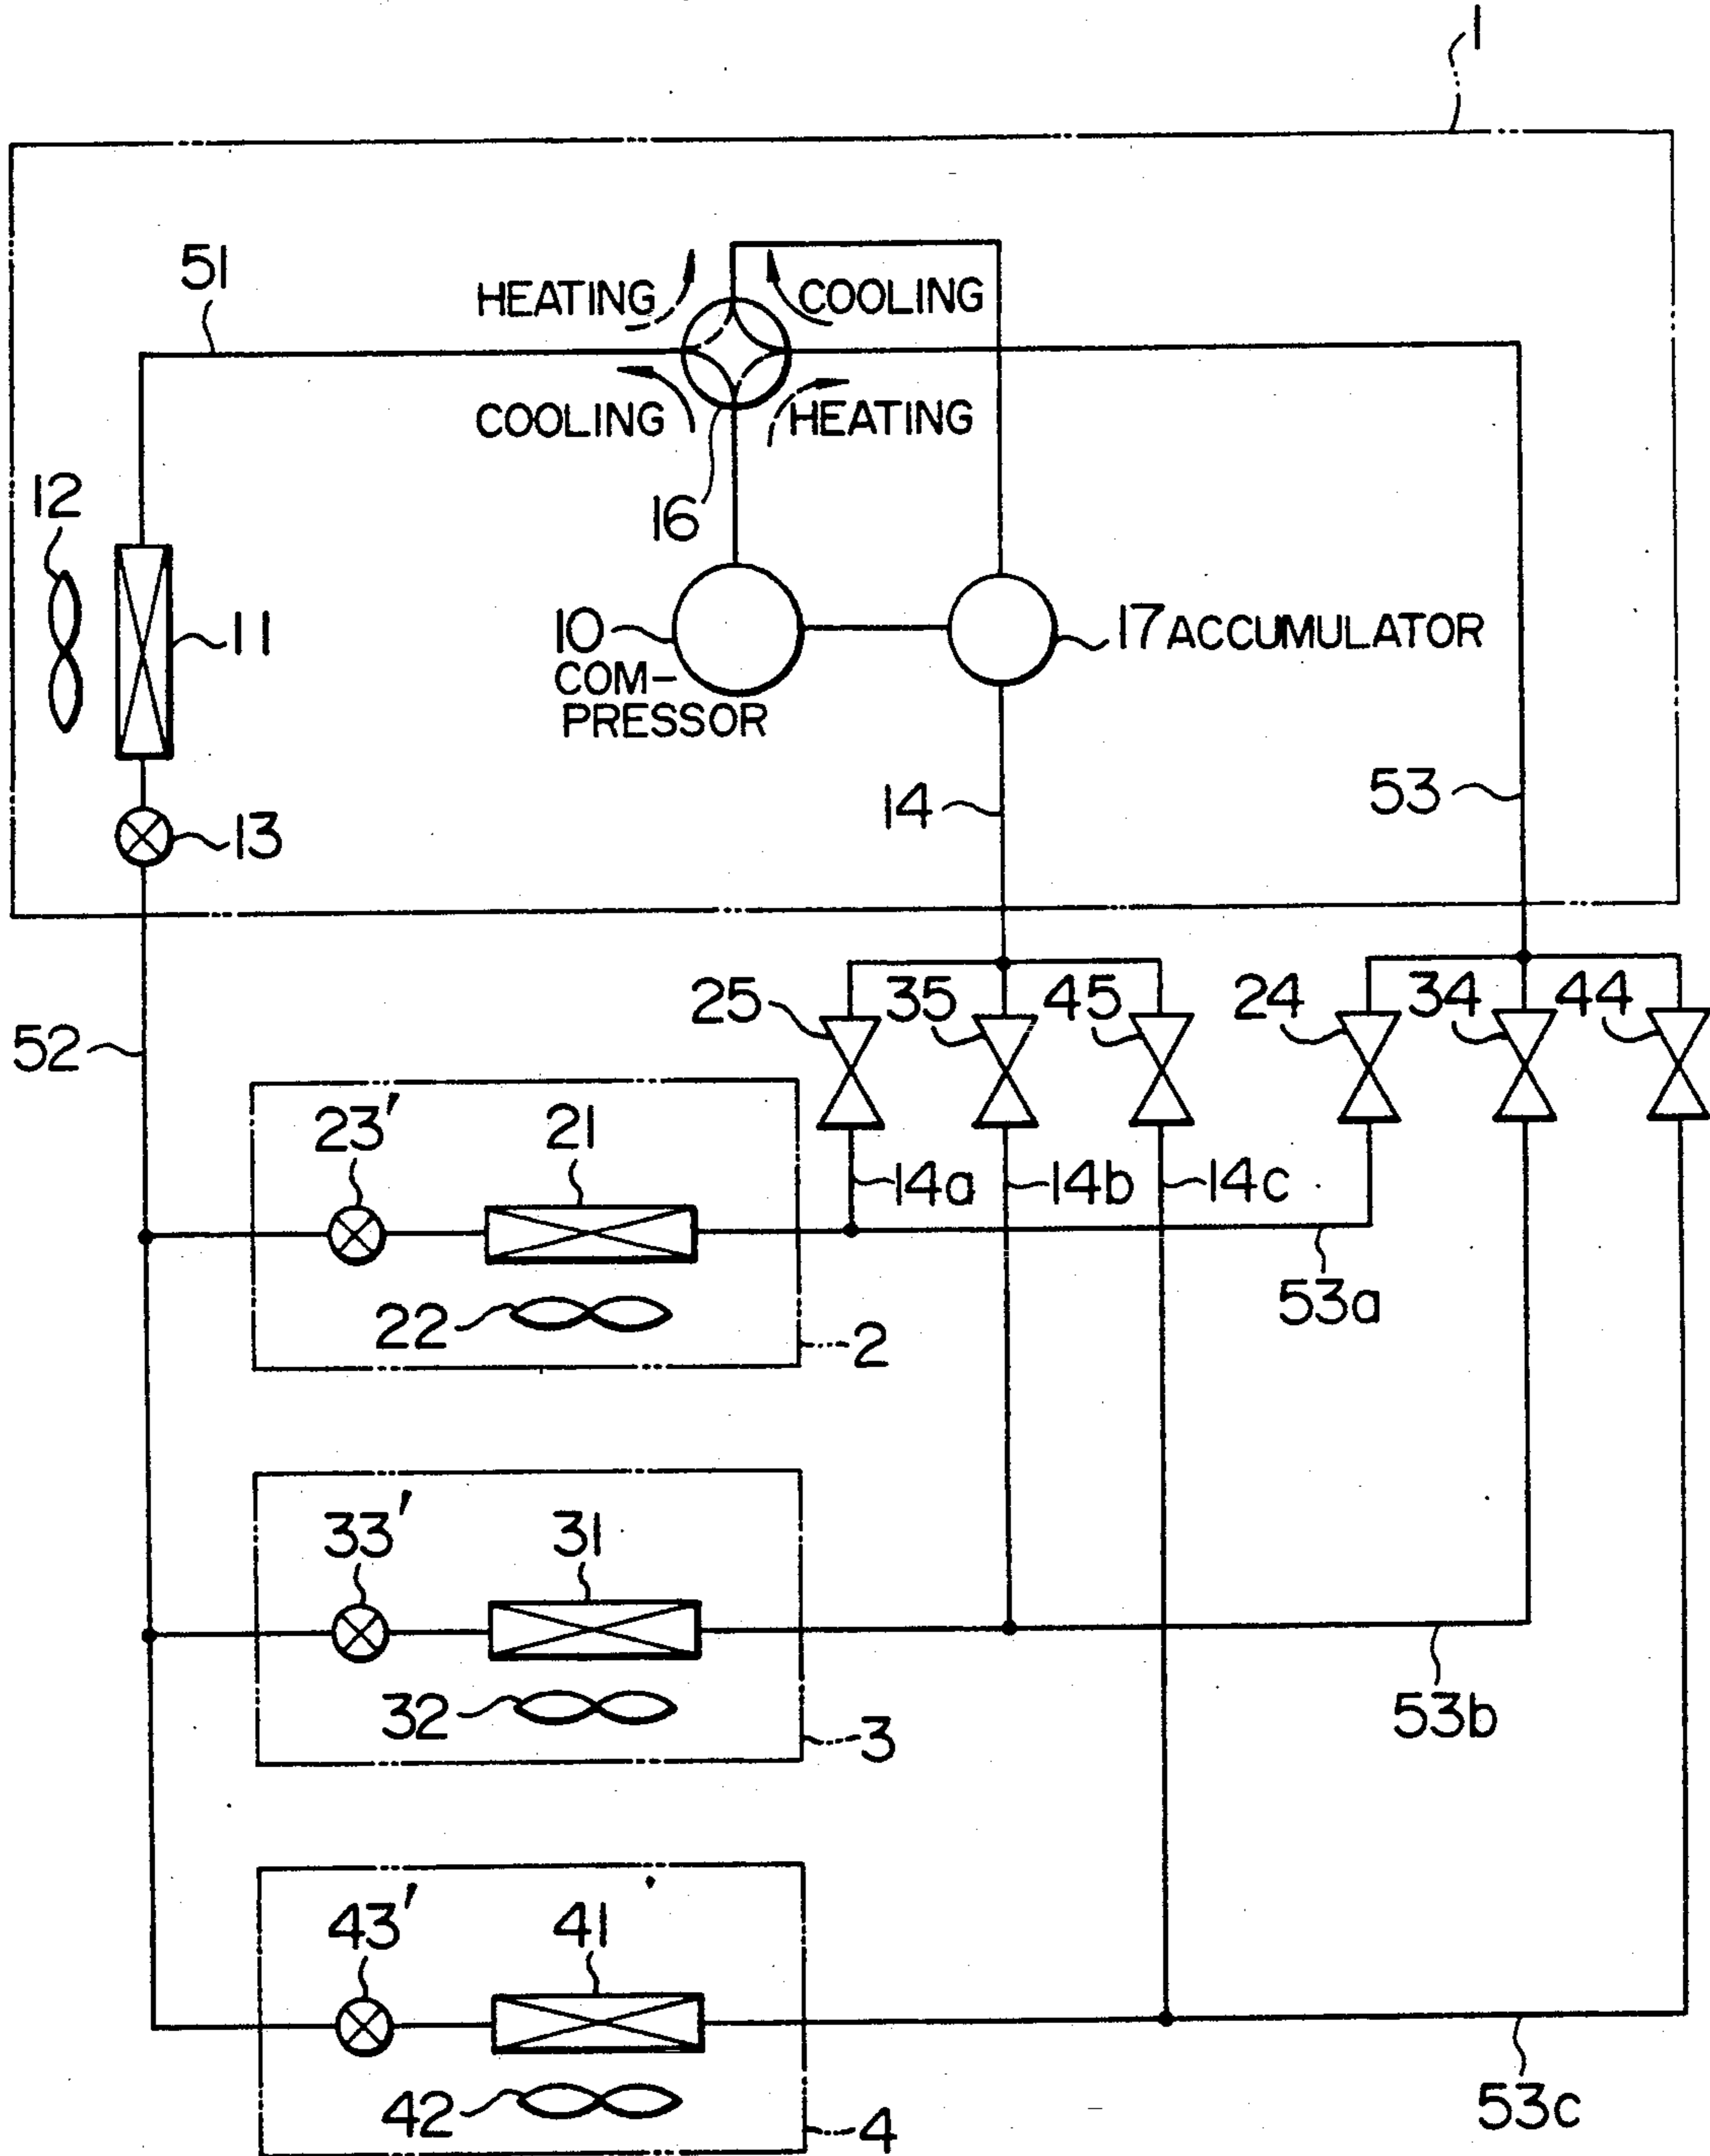 1
51
HEATING
COOLING
COOLING
HEATING
12
16
11
10
COM-
PRESSOR
17 ACCUMULATOR
13
14
53
25
35
45
24
34
44
52
23'
21
14a
14b
14c
22
2
53a
33'
31
32
3
53b
43'
41
42
4
53c